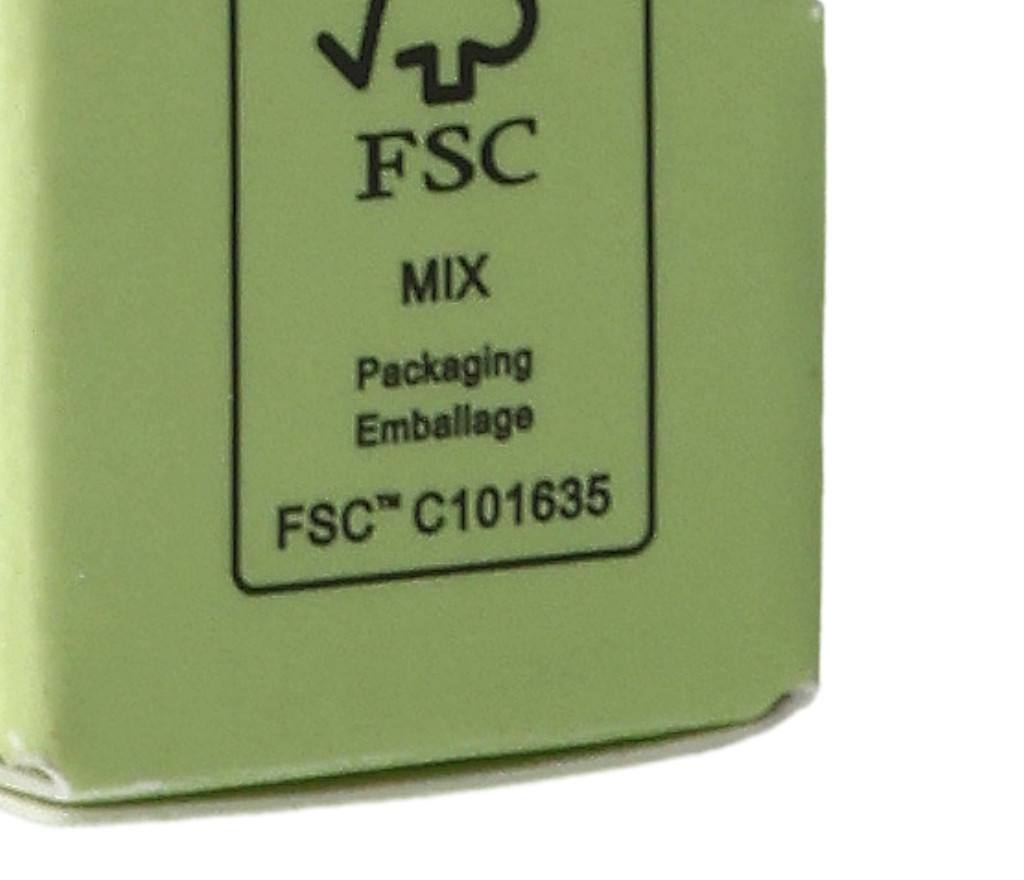 FSC
MIX
Packaging
Emballage
FSC™ C101635